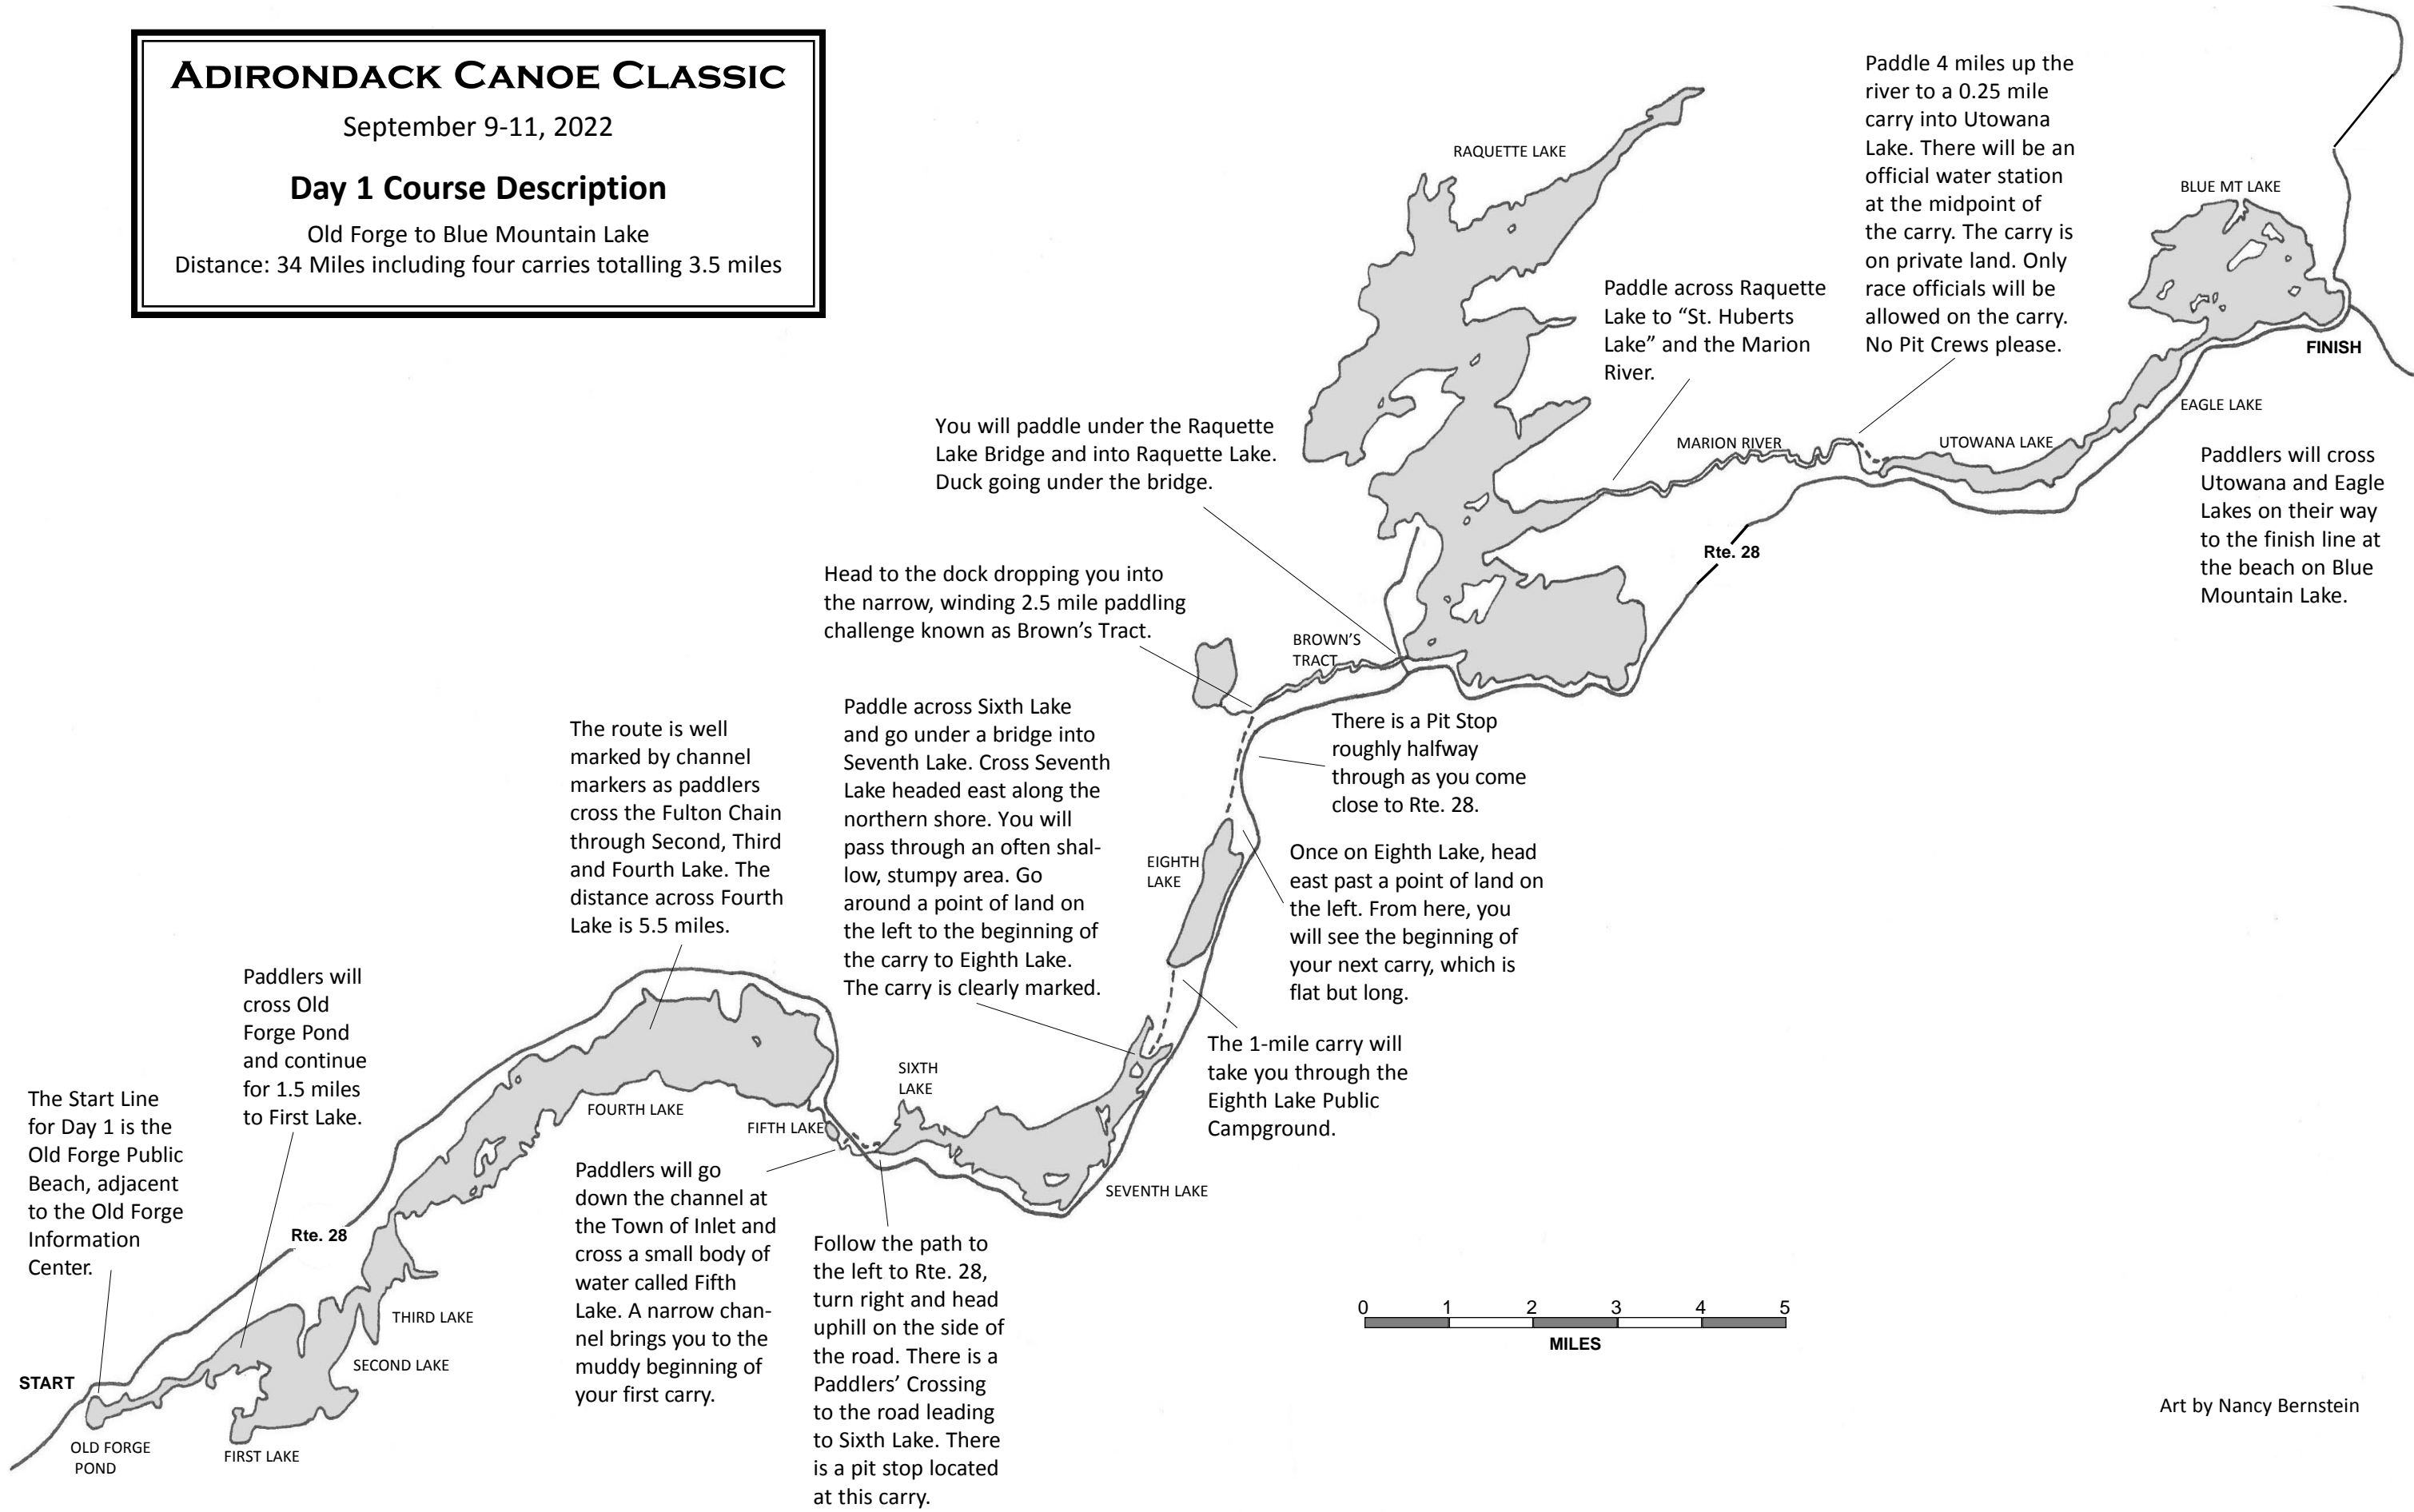 ADIRONDACK CANOE CLASSIC
September 9-11, 2022
Day 1 Course Description
Old Forge to Blue Mountain Lake
Distance: 34 Miles including four carries totalling 3.5 miles
Paddle 4 miles up the
river to a 0.25 mile
carry into Utowana
Lake. There will be an
official water station
at the midpoint of
the carry. The carry is
on private land. Only
race officials will be
allowed on the carry.
No Pit Crews please.
RAQUETTE LAKE
BLUE MT LAKE
Paddle across Raquette
Lake to “St. Huberts
Lake” and the Marion
River.
FINISH
EAGLE LAKE
You will paddle under the Raquette
Lake Bridge and into Raquette Lake.
Duck going under the bridge.
MARION RIVER
UTOWANA LAKE
Paddlers will cross
Utowana and Eagle
Lakes on their way
to the finish line at
the beach on Blue
Mountain Lake.
Rte. 28
Head to the dock dropping you into
the narrow, winding 2.5 mile paddling
challenge known as Brown’s Tract.
BROWN’S
TRACT
The route is well
marked by channel
markers as paddlers
cross the Fulton Chain
through Second, Third
and Fourth Lake. The
distance across Fourth
Lake is 5.5 miles.
Paddle across Sixth Lake
and go under a bridge into
Seventh Lake. Cross Seventh
Lake headed east along the
northern shore. You will
pass through an often shal-
low, stumpy area. Go
around a point of land on
the left to the beginning of
the carry to Eighth Lake.
The carry is clearly marked.
There is a Pit Stop
roughly halfway
through as you come
close to Rte. 28.
EIGHTH
LAKE
Once on Eighth Lake, head
east past a point of land on
the left. From here, you
will see the beginning of
your next carry, which is
flat but long.
Paddlers will
cross Old
Forge Pond
and continue
for 1.5 miles
to First Lake.
The 1-mile carry will
take you through the
Eighth Lake Public
Campground.
SIXTH
LAKE
FOURTH LAKE
FIFTH LAKE
The Start Line
for Day 1 is the
Old Forge Public
Beach, adjacent
to the Old Forge
Information
Center.
Paddlers will go
down the channel at
the Town of Inlet and
cross a small body of
water called Fifth
Lake. A narrow chan-
nel brings you to the
muddy beginning of
your first carry.
SEVENTH LAKE
Rte. 28
Follow the path to
the left to Rte. 28,
turn right and head
uphill on the side of
the road. There is a
Paddlers’ Crossing
to the road leading
to Sixth Lake. There
is a pit stop located
at this carry.
THIRD LAKE
SECOND LAKE
START
OLD FORGE
POND
FIRST LAKE
0 1 2 3 4 5
MILES
Art by Nancy Bernstein